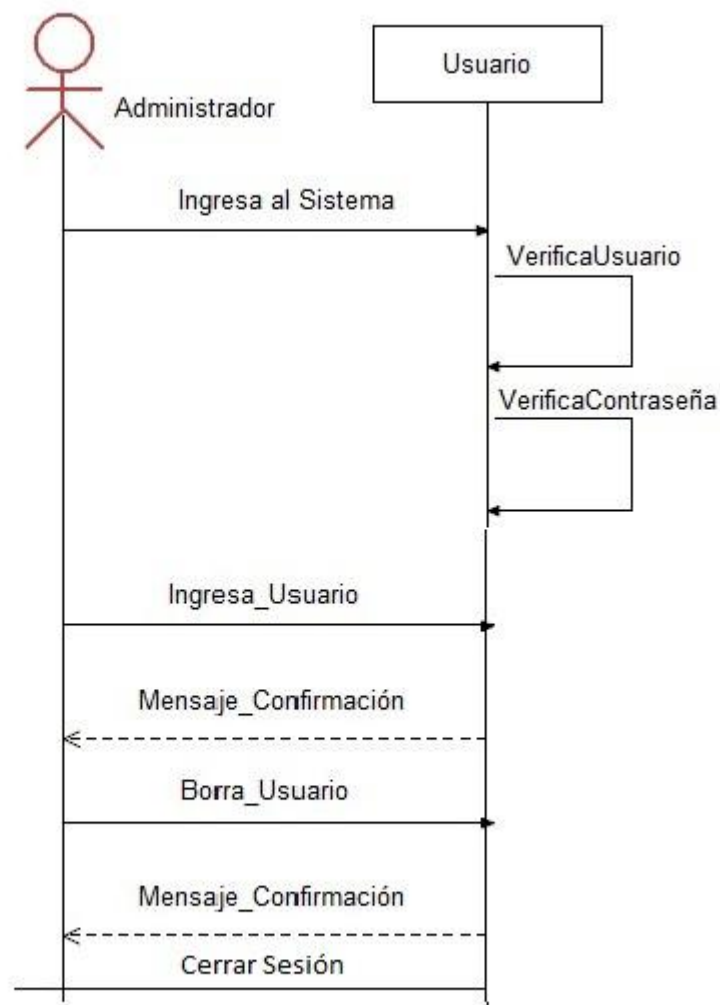 Usuario
Administrador
Ingresa al Sistema
VerificaUsuario
VerificaContraseña
Ingresa_Usuario
Mensaje_Confirmación
Borra_Usuario
Mensaje_Confirmación
Cerrar Sesión